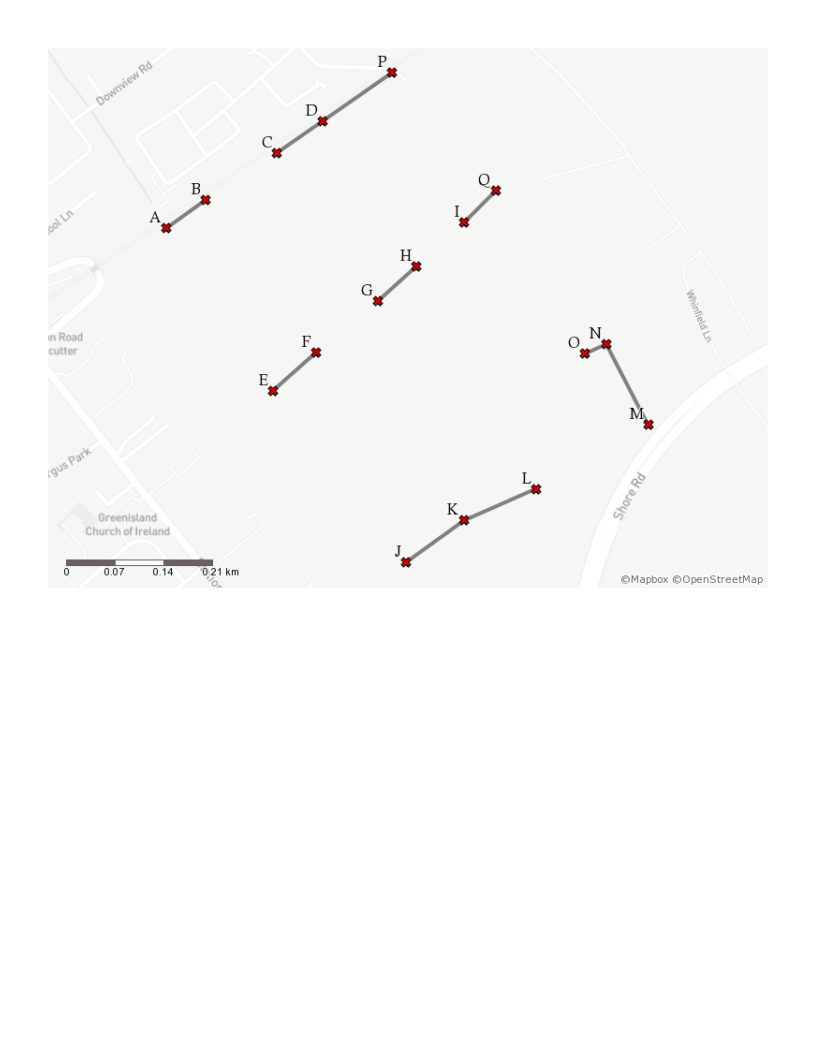 P
Downview Rd
D
C
Q
B
I
A
ool Ln
H
G
Whinfield Ln
on Road
cutter
F
N
O
E
M
rgus Park
L
Shore Rd
K
Greenisland
Church of Ireland
J
0 0.07 0.14 0.21 km
©Mapbox ©OpenStreetMap